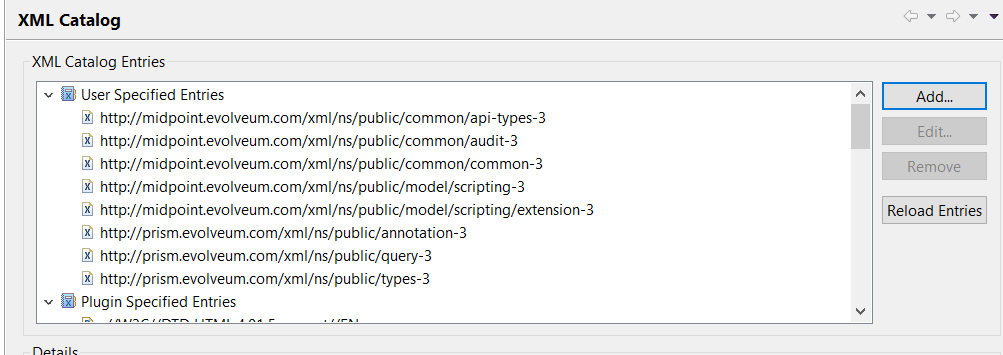 XML Catalog
XML Catalog Entries
User Specified Entries
http://midpoint.evolveum.com/xml/ns/public/common/api-types-3
http://midpoint.evolveum.com/xml/ns/public/common/audit-3
http://midpoint.evolveum.com/xml/ns/public/common/common-3
http://midpoint.evolveum.com/xml/ns/public/model/scripting-3
http://midpoint.evolveum.com/xml/ns/public/model/scripting/extension-3
http://prism.evolveum.com/xml/ns/public/annotation-3
http://prism.evolveum.com/xml/ns/public/query-3
http://prism.evolveum.com/xml/ns/public/types-3
Plugin Specified Entries
Add...
Edit...
Remove
Reload Entries
Details